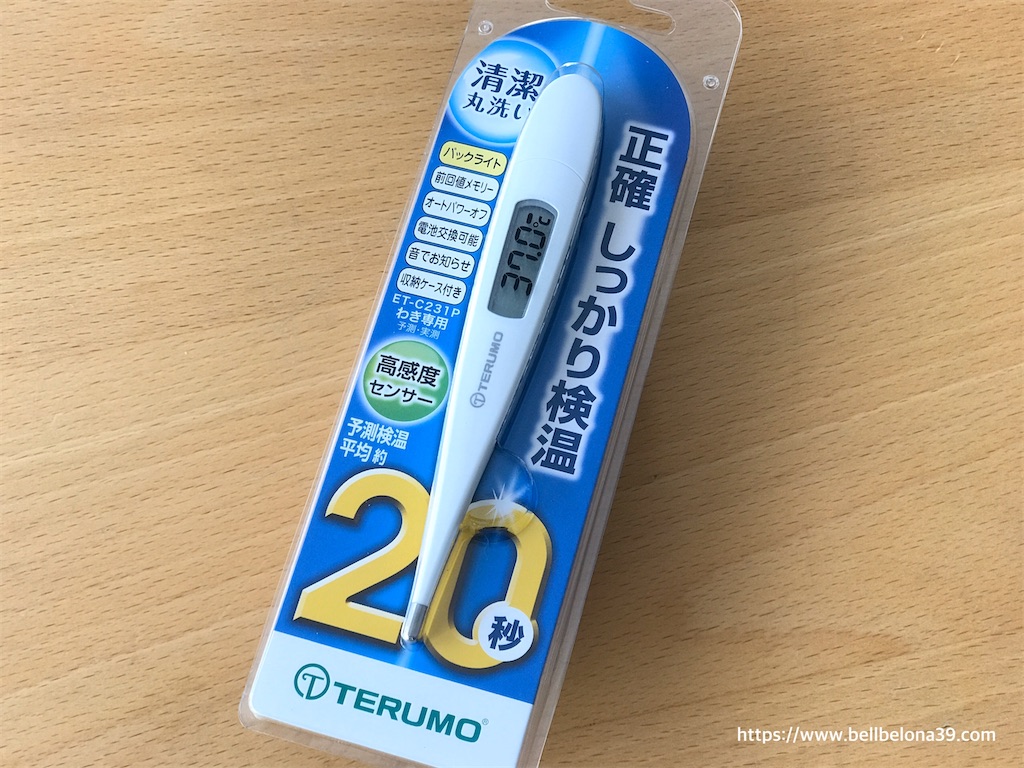 清潔
丸洗い
バックライト
前回値メモリー
オートパワーオフ
電池交換可能
音でお知らせ
収納ケース付き
ET-C231P
わき専用
予測・実測
高感度
センサー
予測検温
平均約
20
秒
正確 しっかり検温
37.0℃
TERUMO
TERUMO®
https://www.bellbelona39.com